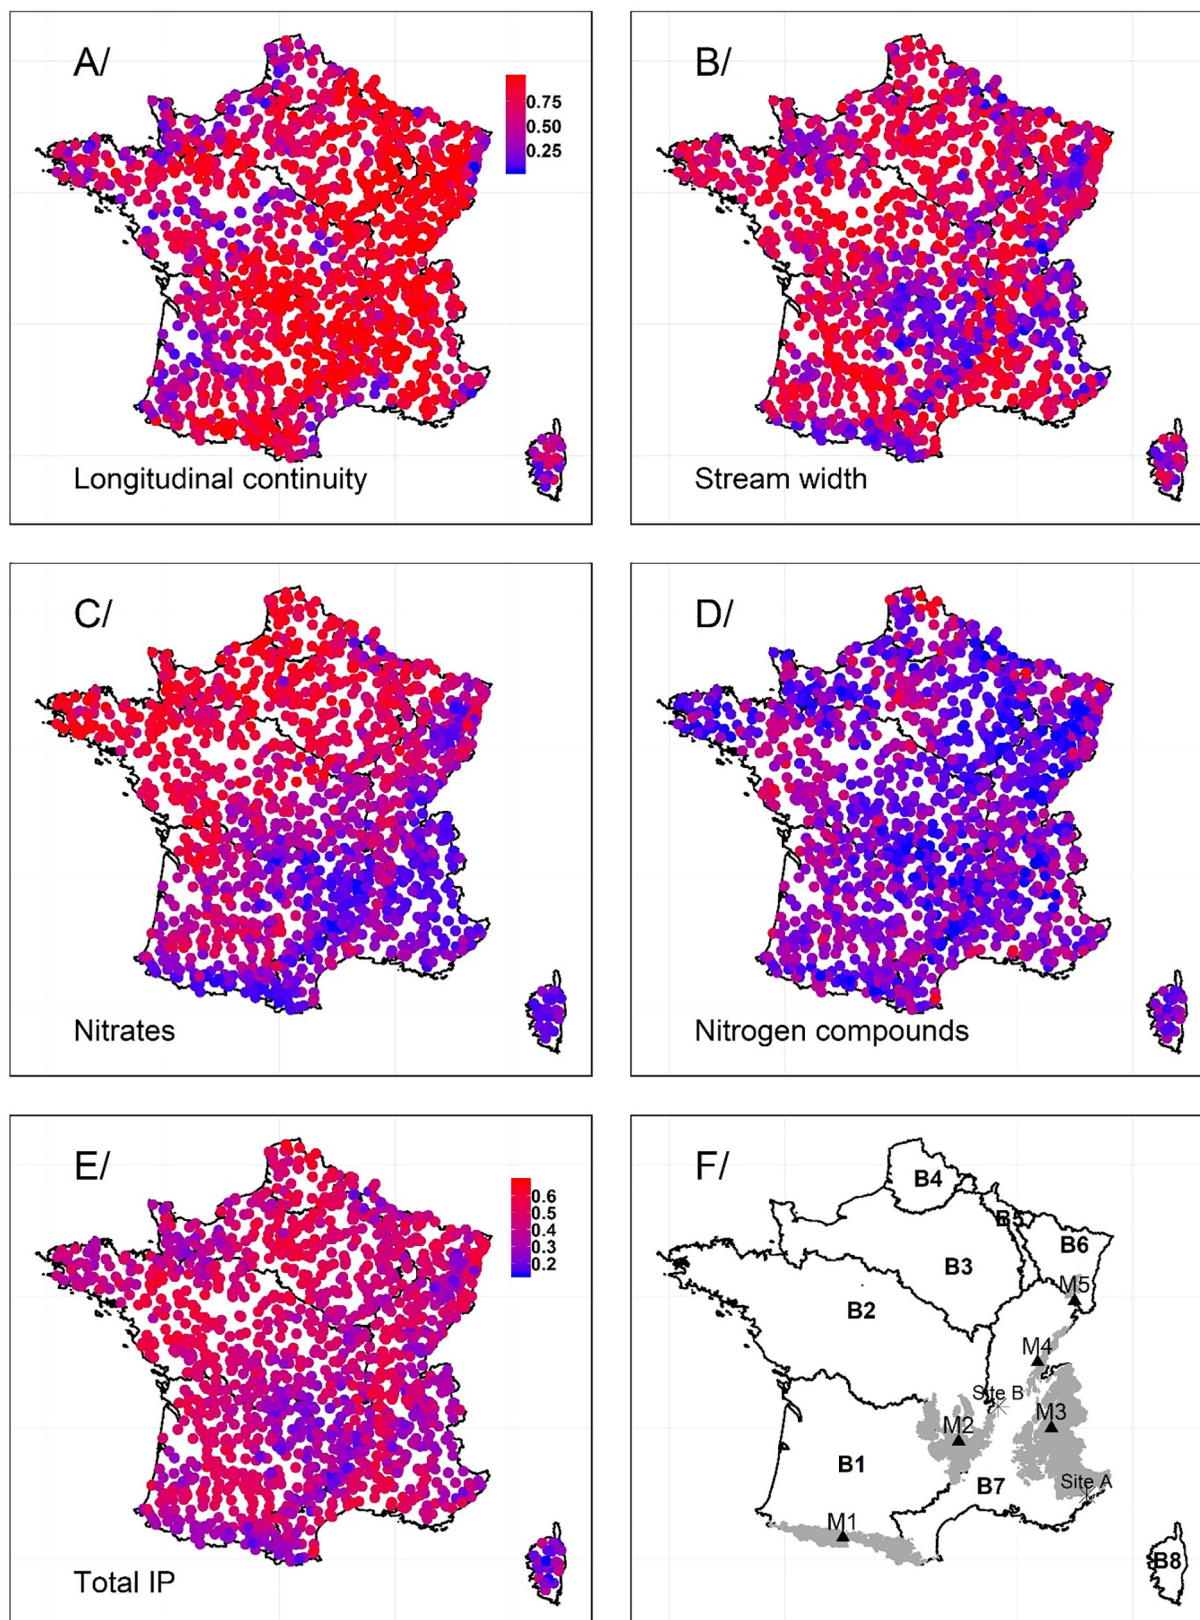 A/
0.75
0.50
0.25
Longitudinal continuity
B/
Stream width
C/
Nitrates
D/
Nitrogen compounds
E/
0.6
0.5
0.4
0.3
0.2
Total IP
F/
B4
B5
B6
B3
M5
B2
M4
Site B
M3
M2
B1
B7
Site A
M1
B8